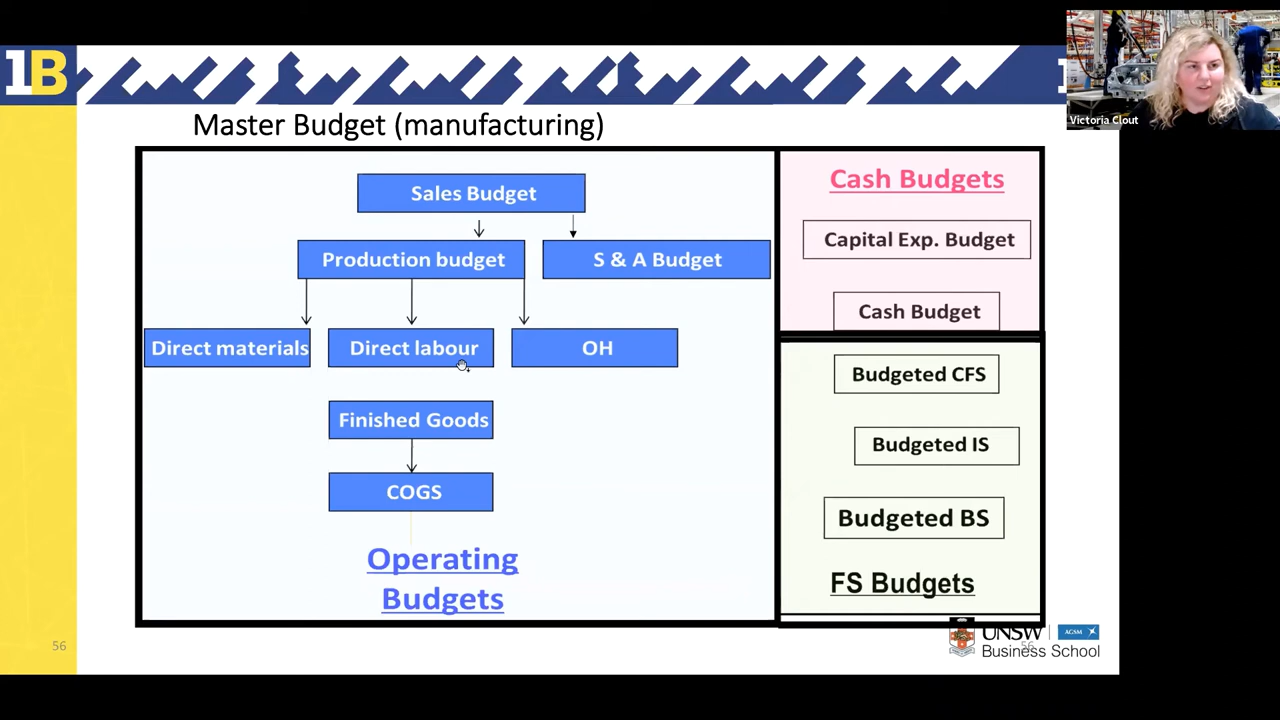 1B
Victoria Clout
Master Budget (manufacturing)
Sales Budget
Production budget
S & A Budget
Direct materials
Direct labour
OH
Finished Goods
COGS
Operating
Budgets
Cash Budgets
Capital Exp. Budget
Cash Budget
Budgeted CFS
Budgeted IS
Budgeted BS
FS Budgets
56
UNSW
AGSM
56
Business School